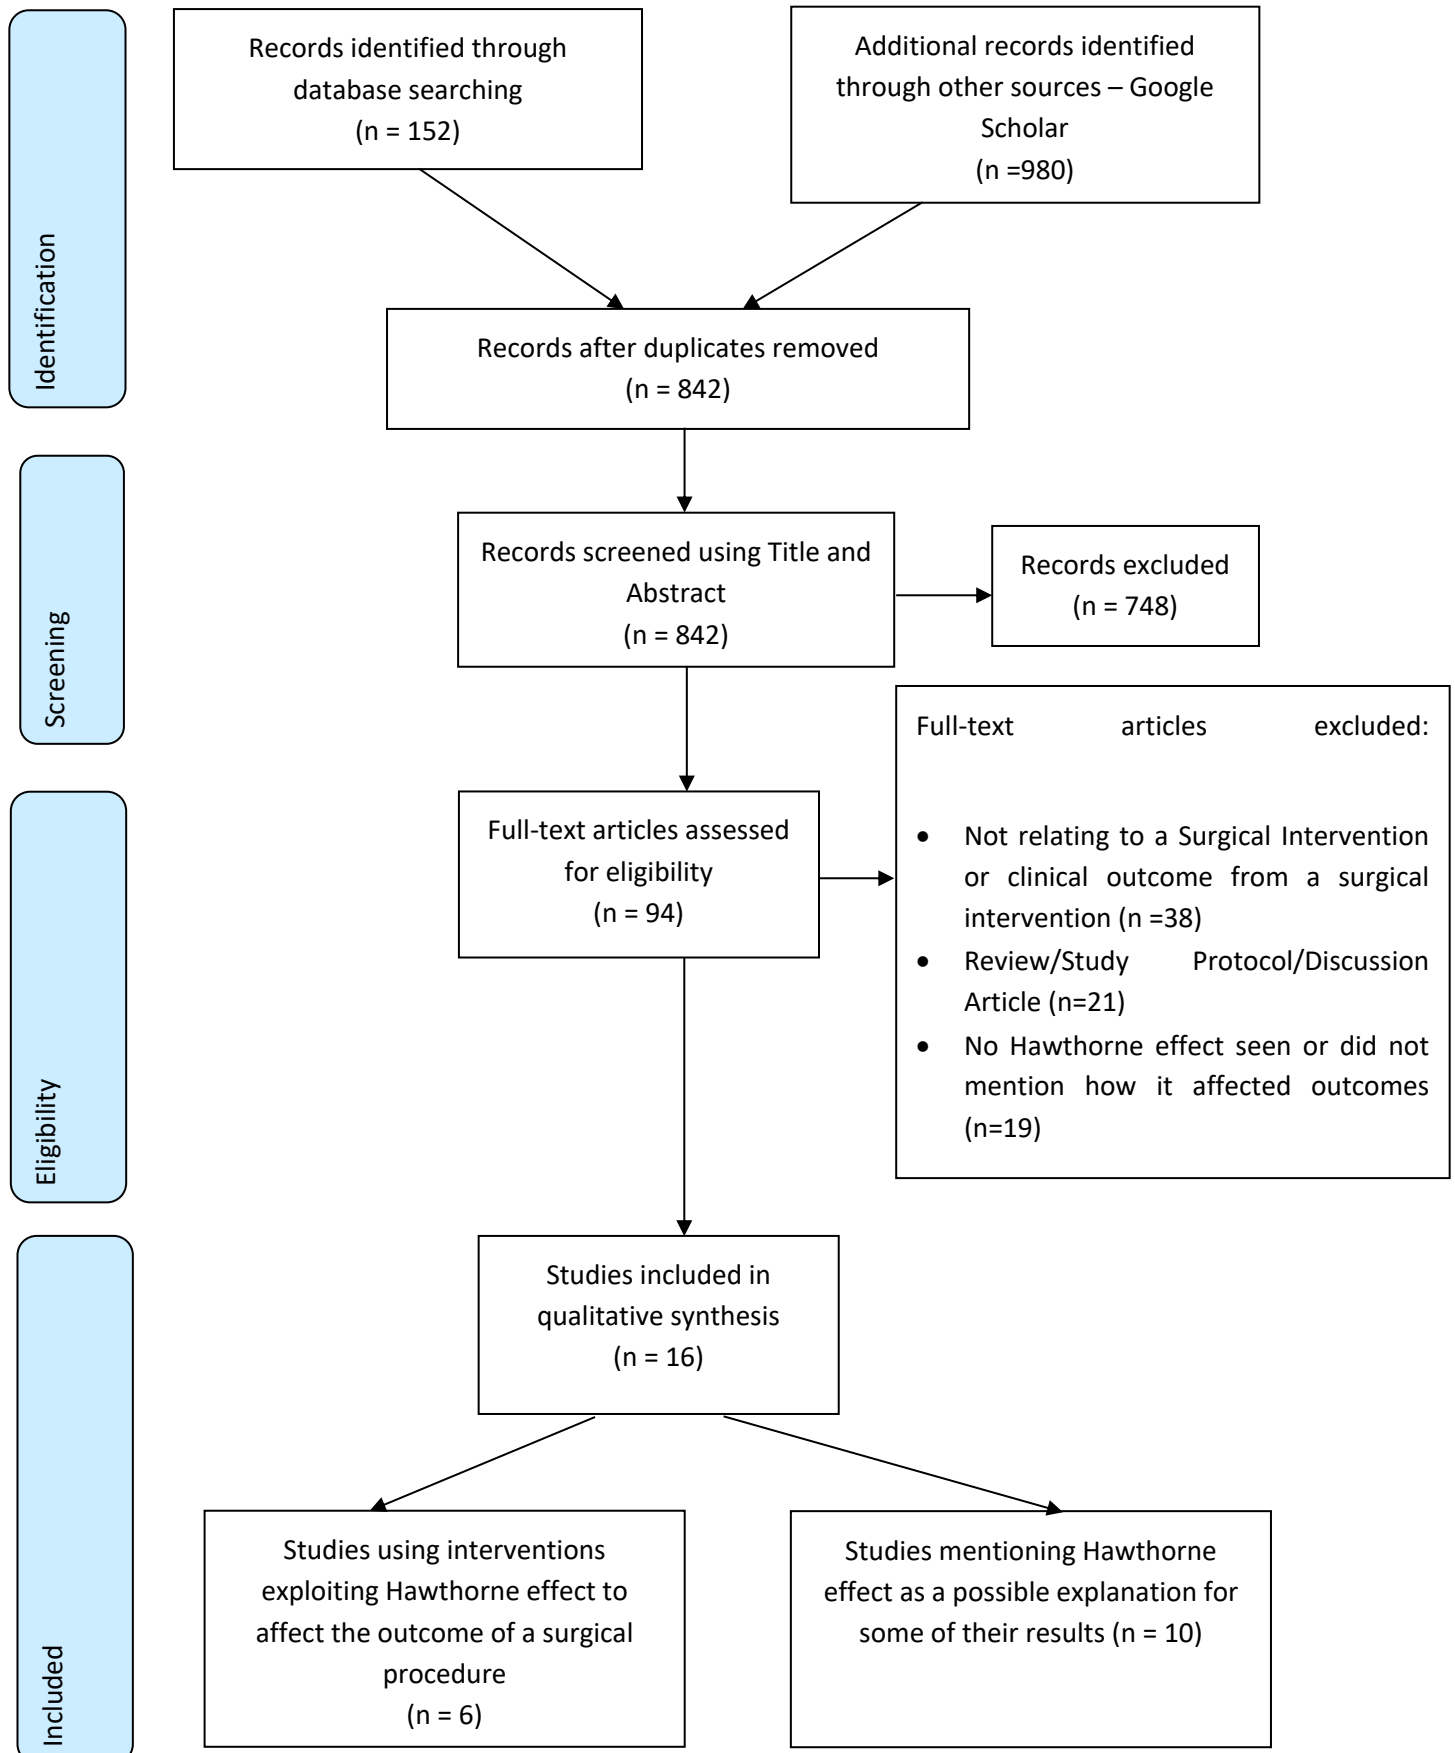 Identification
Records identified through
database searching
(n = 152)
Additional records identified
through other sources – Google
Scholar
(n =980)
Records after duplicates removed
(n = 842)
Screening
Records screened using Title and
Abstract
(n = 842)
Records excluded
(n = 748)
Eligibility
Full-text articles assessed
for eligibility
(n = 94)
Full-text articles excluded:
• Not relating to a Surgical Intervention
or clinical outcome from a surgical
intervention (n =38)
• Review/Study Protocol/Discussion
Article (n=21)
• No Hawthorne effect seen or did not
mention how it affected outcomes
(n=19)
Included
Studies included in
qualitative synthesis
(n = 16)
Studies using interventions
exploiting Hawthorne effect to
affect the outcome of a surgical
procedure
(n = 6)
Studies mentioning Hawthorne
effect as a possible explanation for
some of their results (n = 10)